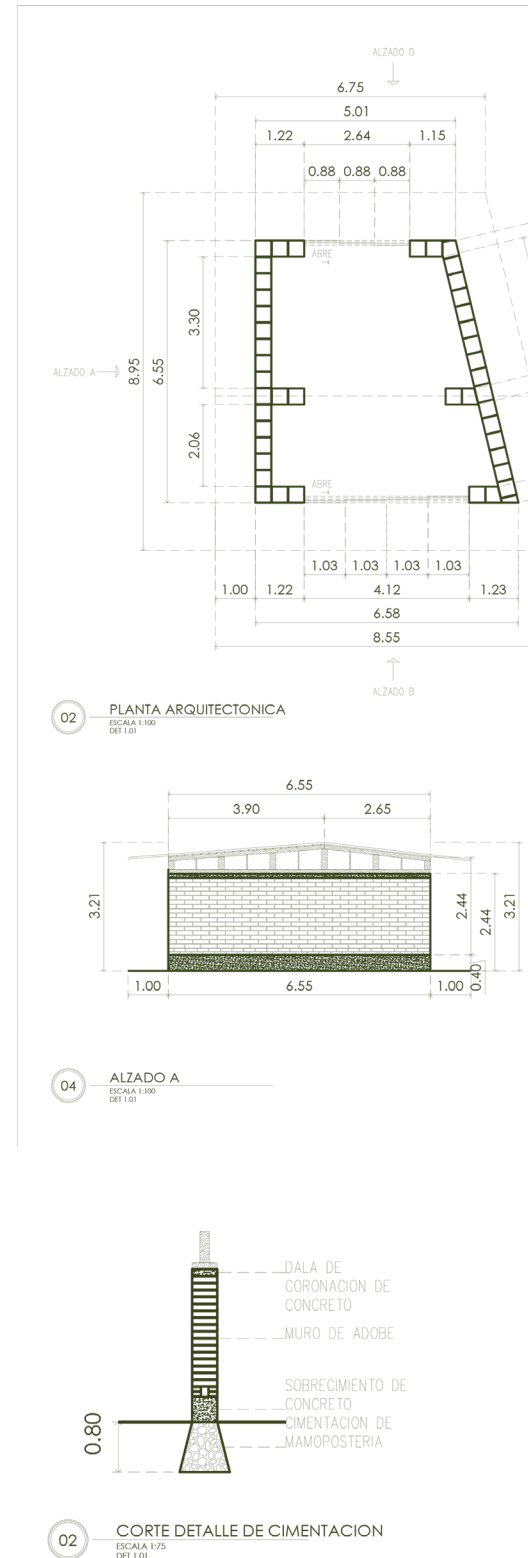 ALZADO D
6.75
5.01
1.22 2.64 1.15
0.88 0.88 0.88
ABRE
3.30
8.95
6.55
ALZADO A
2.06
ABRE
1.03 1.03 1.03 1.03
1.00 1.22 4.12 1.23
6.58
8.55
ALZADO B
02 PLANTA ARQUITECTONICA
ESCALA 1:100
DET 1.01
6.55
3.90 2.65
3.21
2.44
2.44
3.21
0.40
1.00 6.55 1.00
04 ALZADO A
ESCALA 1:100
DET 1.01
DALA DE
CORONACION DE
CONCRETO
MURO DE ADOBE
SOBRECIMIENTO DE
CONCRETO
CIMENTACION DE
MAMOPOSTERIA
0.80
02 CORTE DETALLE DE CIMENTACION
ESCALA 1:75
DET 1.01